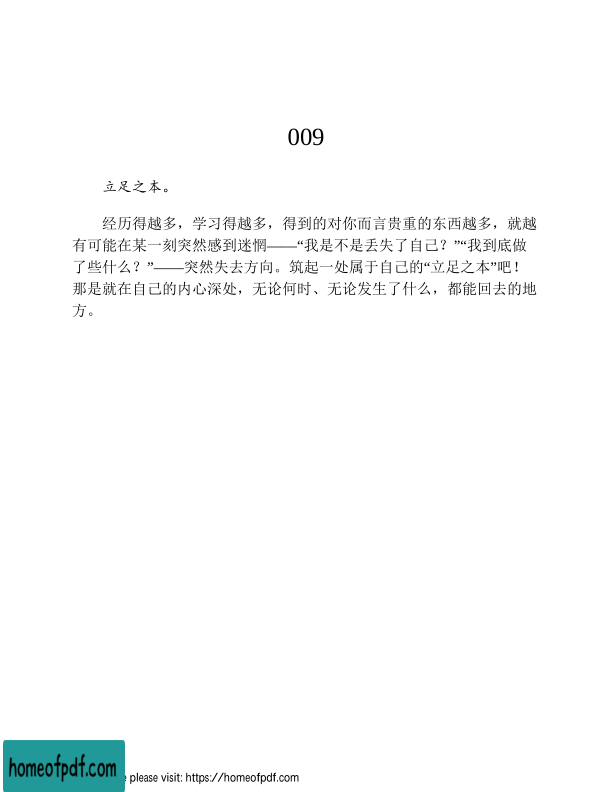 009
立足之本。
经历得越多，学习得越多，得到的对你而言贵重的东西越多，就越
有可能在某一刻突然感到迷惘——“我是不是丢失了自己？”“我到底做
了些什么？”——突然失去方向。筑起一处属于自己的“立足之本”吧！
那是就在自己的内心深处，无论何时、无论发生了什么，都能回去的地
方。
homeofpdf.com
please visit: https://homeofpdf.com